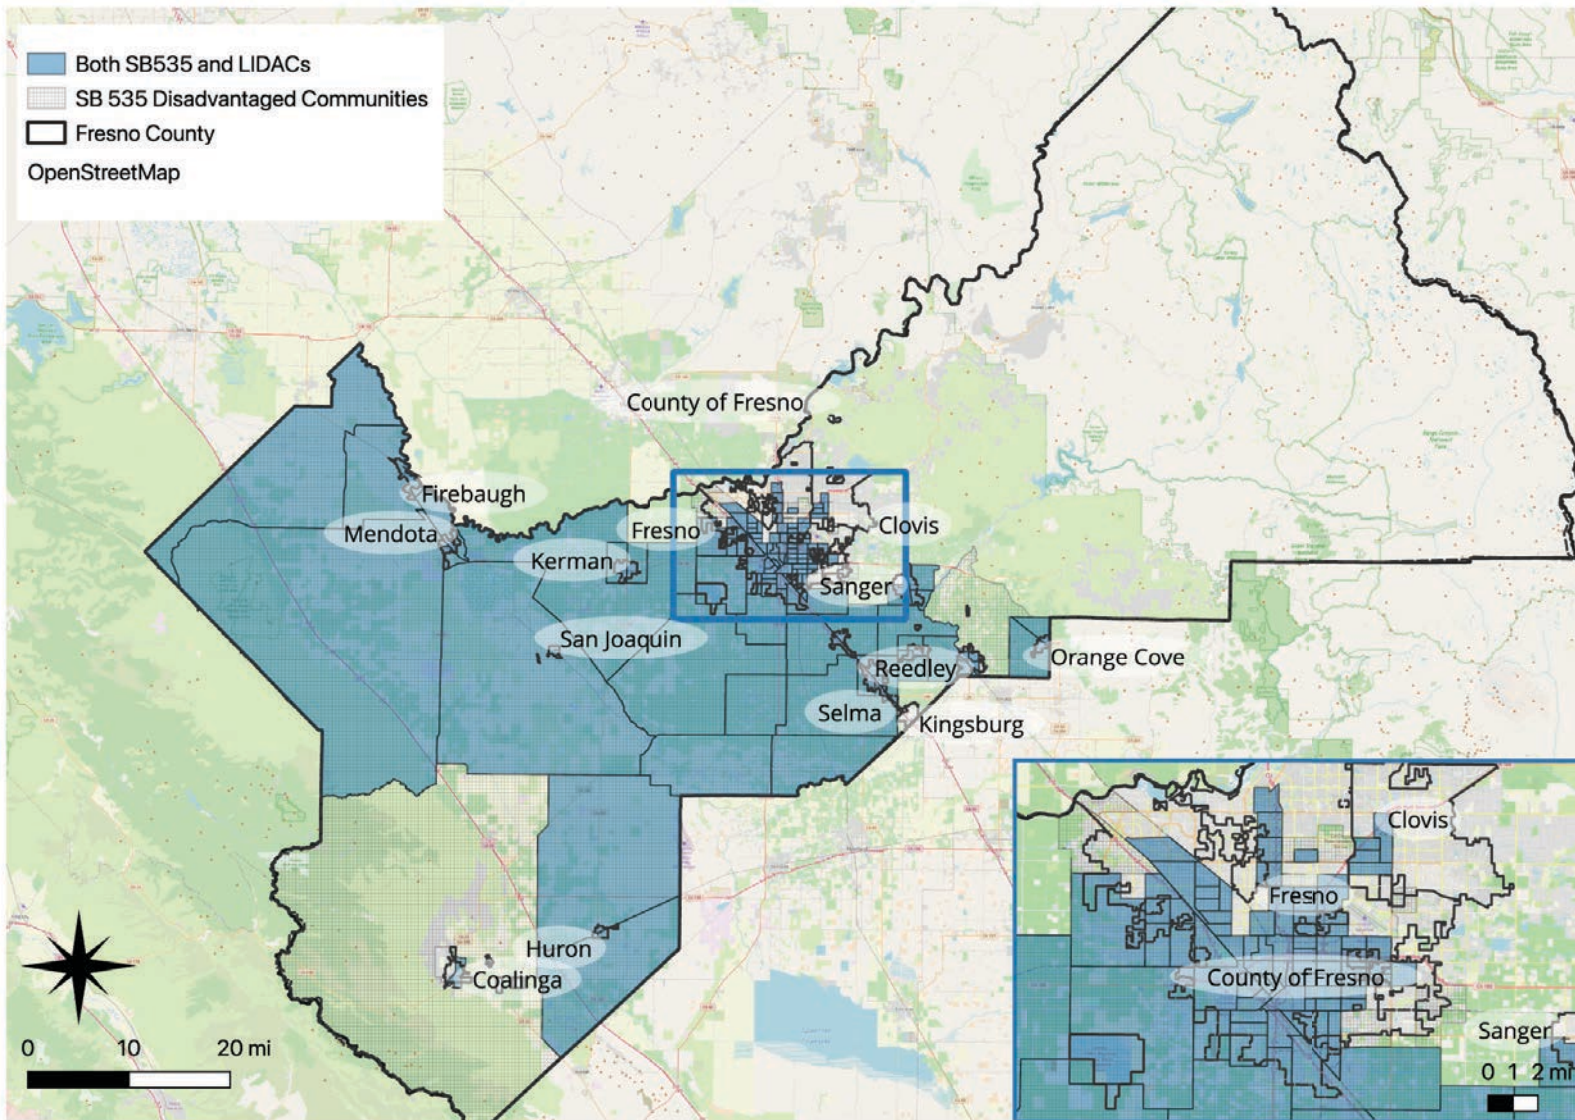 Both SB535 and LIDACs
SB 535 Disadvantaged Communities
Fresno County
OpenStreetMap
County of Fresno
Firebaugh
Mendota
Fresno
Clovis
Kerman
Sanger
San Joaquin
Reedley
Orange Cove
Selma
Kingsburg
Huron
Coalinga
0 10 20 mi
Clovis
Fresno
County of Fresno
Sanger
0 1 2 mi